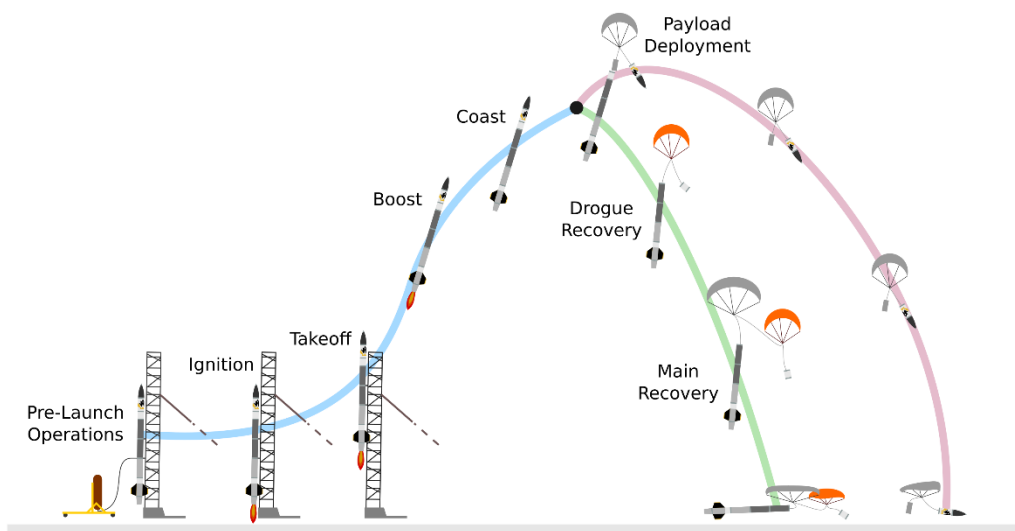 Pre-Launch
Operations
Ignition
Takeoff
Boost
Coast
Payload
Deployment
Drogue
Recovery
Main
Recovery